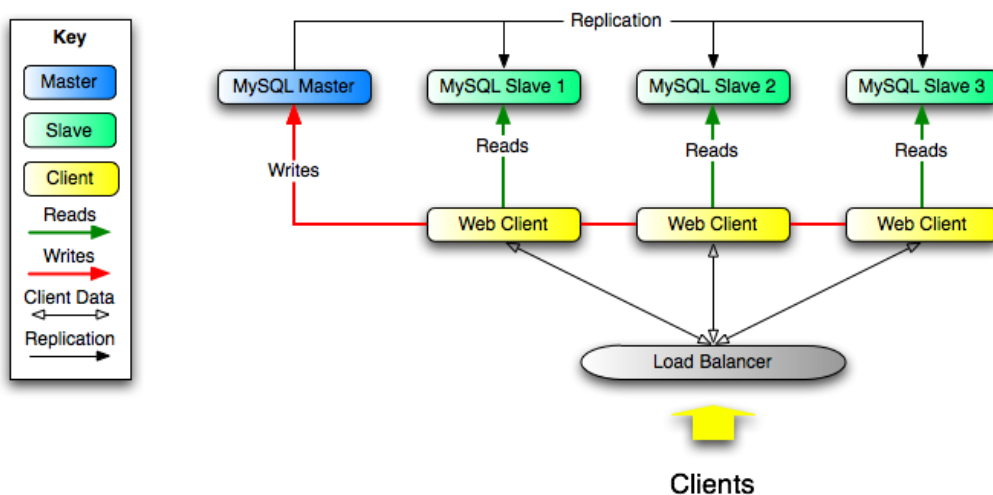 Key
Master
Slave
Client
Reads
Writes
Client Data
Replication
Replication
MySQL Master
MySQL Slave 1
MySQL Slave 2
MySQL Slave 3
Writes
Reads
Reads
Reads
Web Client
Web Client
Web Client
Load Balancer
Clients